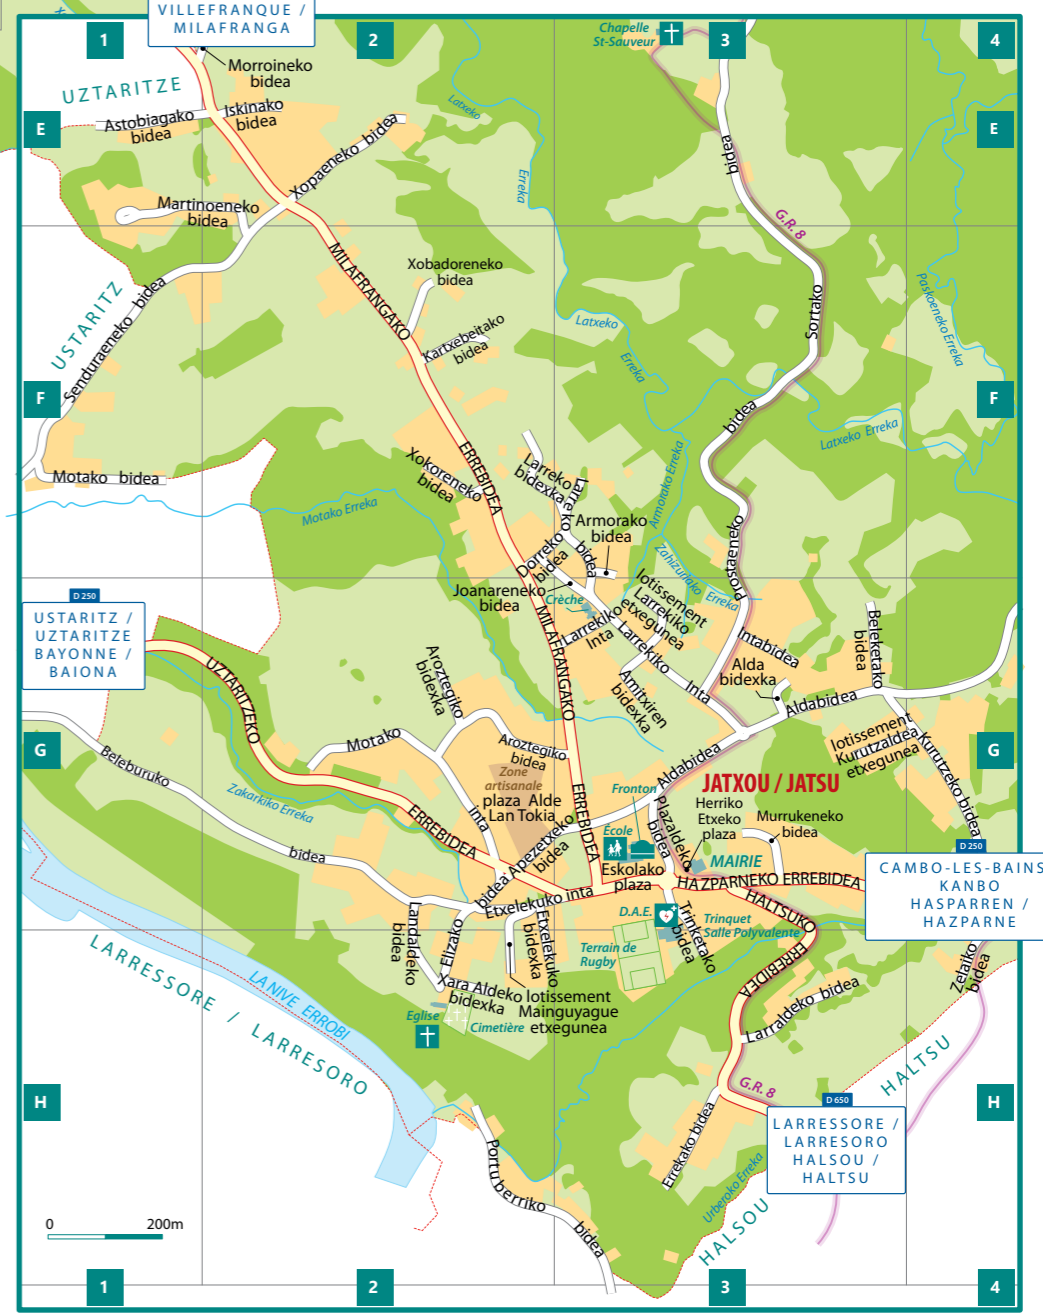 VILLEFRANQUE /
MILAFRANGA
1
2
3
4
Chapelle
St-Sauveur
Morroineko
bidea
UZTARITZE
Astobiagako
bidea
Iskinako
bidea
E
E
Latxeko
Erreka
Xopaeneko bidea
Martinoeneko
bidea
bidea
G.R. 8
Sortako
bidea
MILAFRANGAKO
ERREBIDEA
Xobadoreneko
bidea
Kartxebeitako
bidea
USTARITZ
Senduraeneko bidea
Latxeko
Erreka
Paskoeneko Erreka
F
F
Latxeko Erreka
Motako bidea
Motako Erreka
Xokoreneko
bidea
Larreko
bidexka
Larreko
bidea
Armorako Erreka
Armorako
bidea
Dorreko
bidea
Zahizuriako Erreka
Prostaeneko
Joanareneko
bidea
Crèche
lotissement
Larrekiko
etxegunea
D 250
USTARITZ /
UZTARITZE
BAYONNE /
BAIONA
MILAFRANGAKO
ERREBIDEA
Larrekiko
Inta
Larrekiko
Inta
Intabidea
Beleketako
bidea
Alda
bidexka
Amitxiren
bidexka
Aldabidea
UZTARITZEKO
ERREBIDEA
Aroztegiko
bidexka
Motako
inta
Aroztegiko
bidea
Aldabidea
lotissement
Kurutzaldea
etxegunea
Kurutzeko bidea
G
G
Beleburuko
bidea
Zakarkiko Erreka
Zone
artisanale
plaza Alde
Lan Tokia
Fronton
JATXOU / JATSU
Herriko
Etxeko
plaza
Murrukeneko
bidea
Plazaldeko
bidea
École
Apezetxeko
bidea
Eskolako
plaza
MAIRIE
HAZPARNEKO ERREBIDEA
D 250
CAMBO-LES-BAINS
KANBO
HASPARREN /
HAZPARNE
bidea
Etxelekuko inta
HALTSUKO
ERREBIDEA
D.A.E.
Trinquet
Salle Polyvalente
Trinketako
bidea
Landaldeko
bidea
Elizako
Etxelekuko
bidexka
Terrain de
Rugby
Zelaiko
bidea
LARRESSORE / LARRESORO
LA NIVE ERROBI
Xara Aldeko
bidexka
lotissement
Mainguyague
etxegunea
Larraldeko bidea
Eglise
Cimetière
HALTSU
H
H
G.R. 8
D 650
LARRESSORE /
LARRESORO
HALSOU /
HALTSU
Errekako bidea
Portu berriko
bidea
Urberoko Erreka
HALSOU
0
200m
1
2
3
4